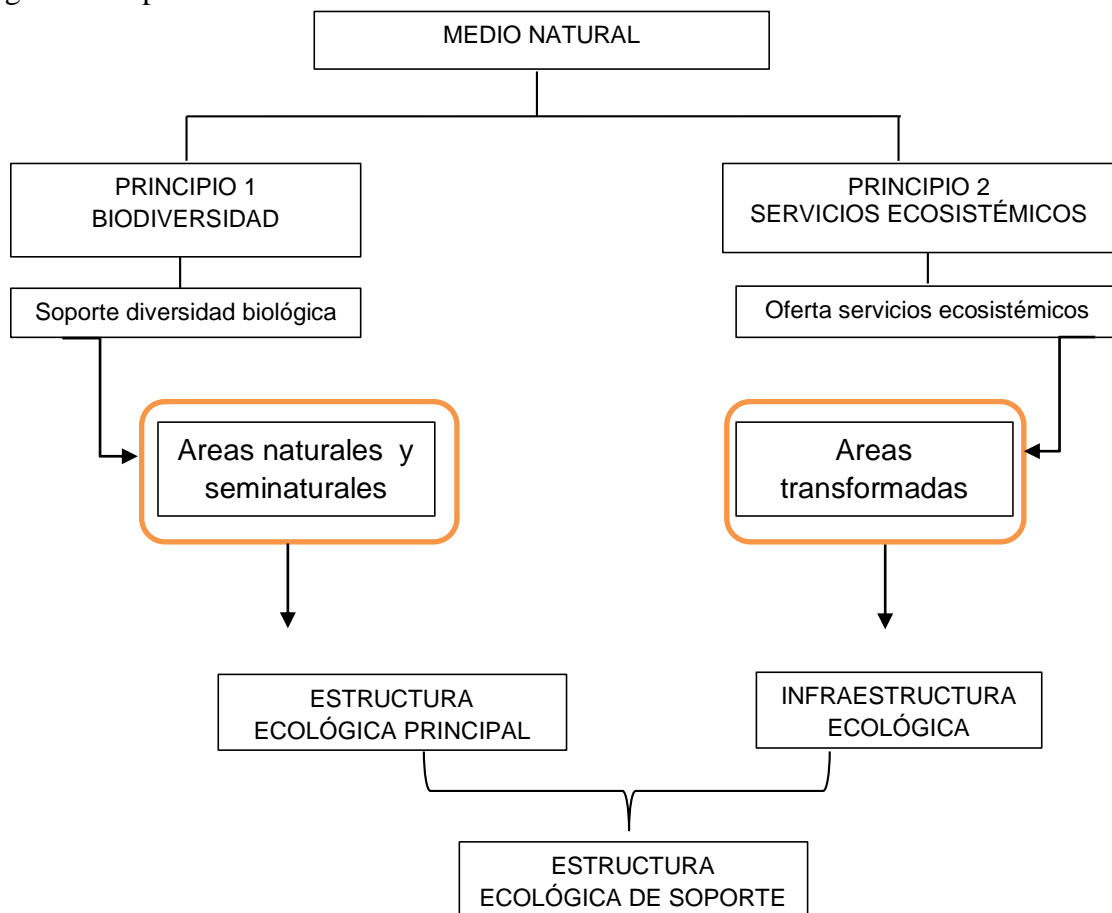 MEDIO NATURAL
PRINCIPIO 1
BIODIVERSIDAD
PRINCIPIO 2
SERVICIOS ECOSISTÉMICOS
Soporte diversidad biológica
Oferta servicios ecosistémicos
Areas naturales y
seminaturales
Areas
transformadas
ESTRUCTURA
ECOLÓGICA PRINCIPAL
INFRAESTRUCTURA
ECOLÓGICA
ESTRUCTURA
ECOLÓGICA DE SOPORTE